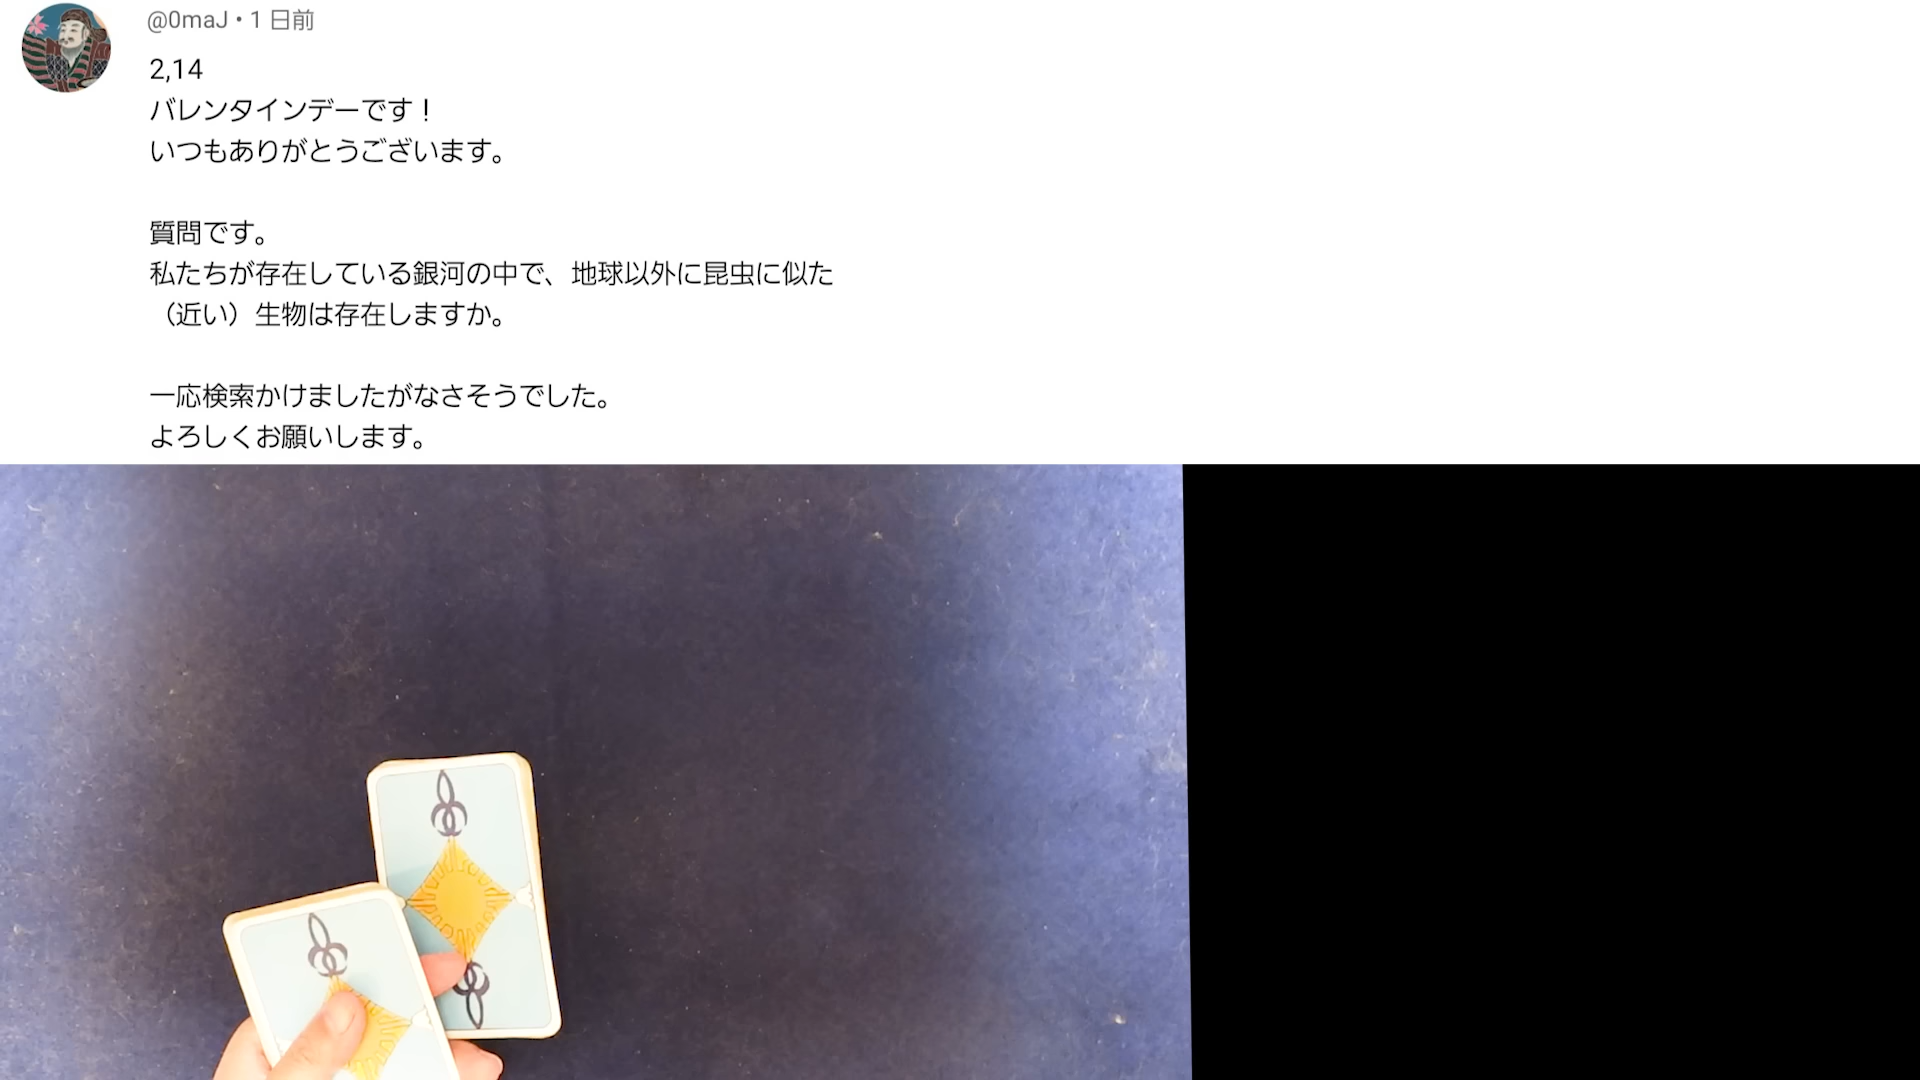 @0maJ • 1 日前
2,14
バレンタインデーです！
いつもありがとうございます。
質問です。
私たちが存在している銀河の中で、地球以外に昆虫に似た
（近い）生物は存在しますか。
一応検索かけましたがなさそうでした。
よろしくお願いします。